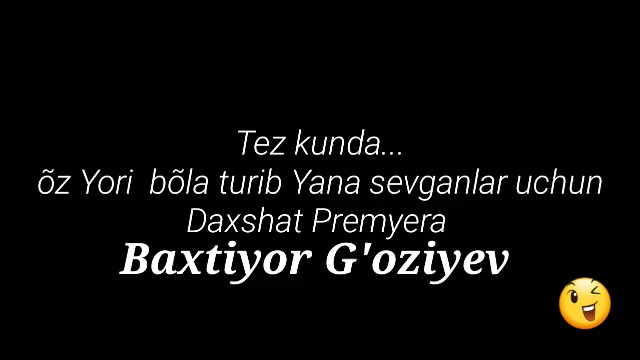 Tez kunda...
õz Yori bõla turib Yana sevganlar uchun
Daxshat Premyera
Baxtiyor G'oziyev